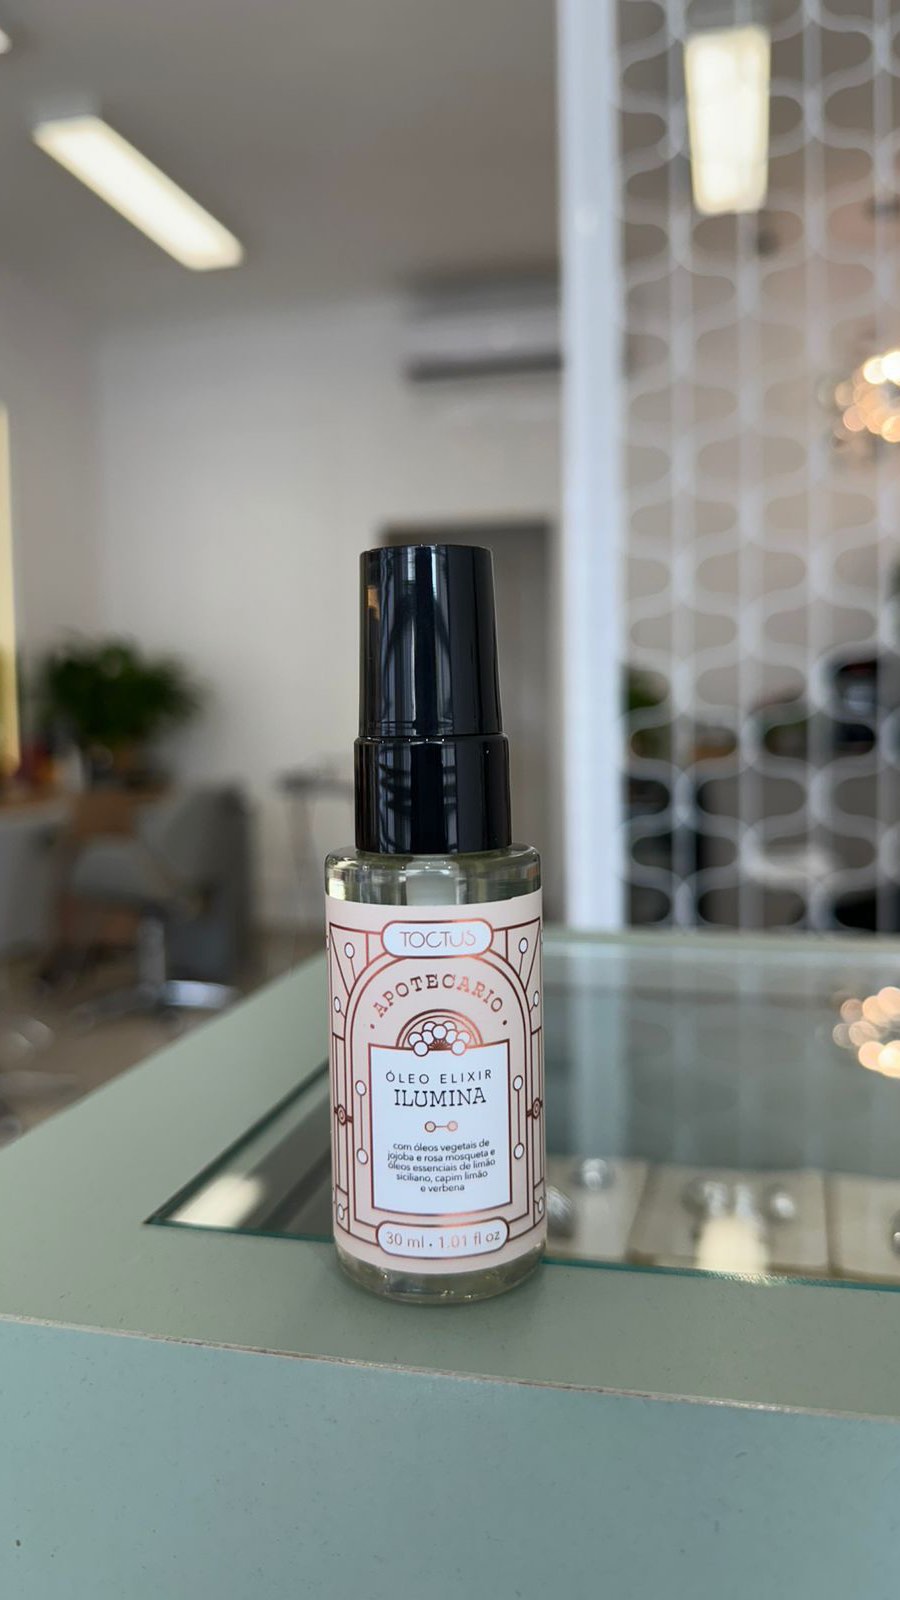 TOCTUS
• APOTECARIO •
ÓLEO ELIXIR
ILUMINA
com óleos vegetais de
jojoba e rosa mosqueta e
óleos essenciais de limão
siciliano, capim limão
e verbena
30 ml • 1.01 fl oz